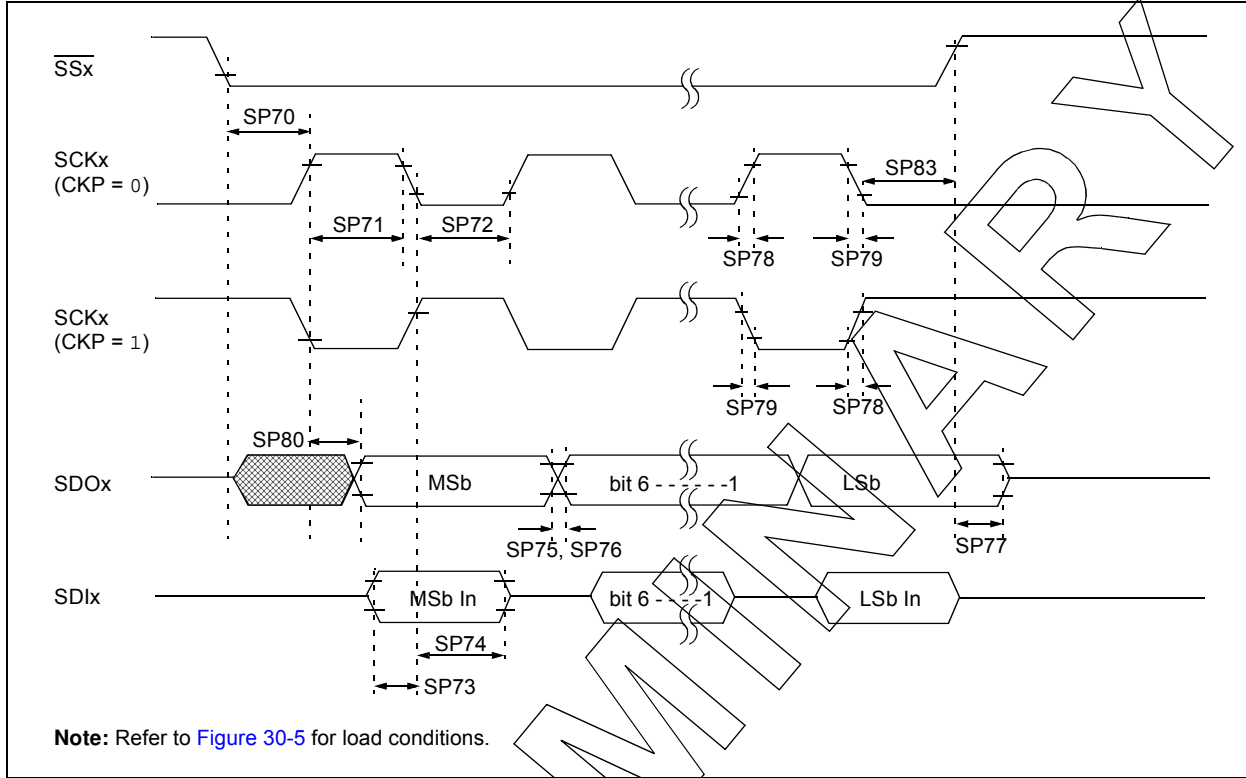 SSx
SP70
SCKx
(CKP = 0)
SP83
SP71
SP72
SP78
SP79
SCKx
(CKP = 1)
SP79
SP78
SP80
SDOx
MSb
bit 6 - - - - - -1
LSb
SP75, SP76
SP77
SDIx
MSb In
bit 6 - - - -1
LSb In
SP74
SP73
Note: Refer to Figure 30-5 for load conditions.
MINARY